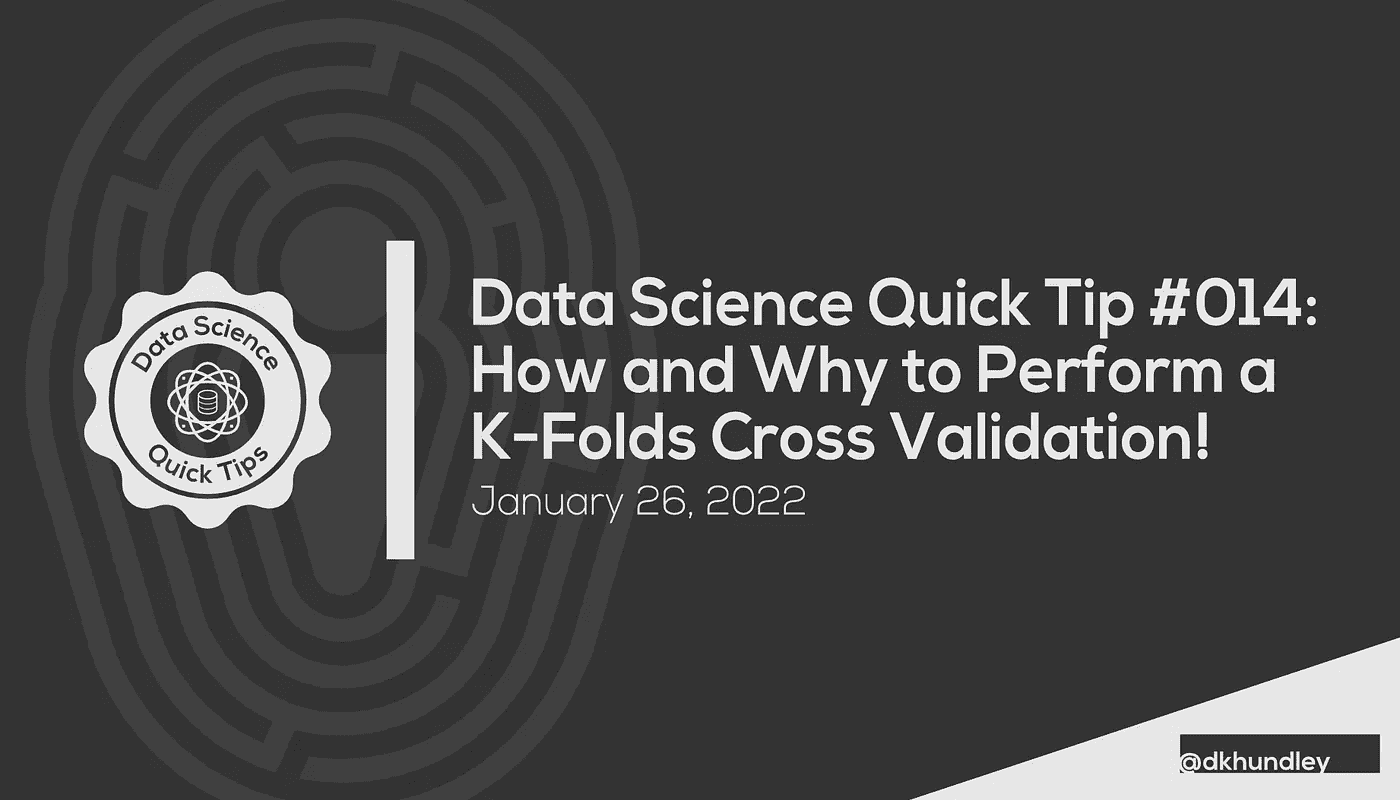 Data Science
Quick Tips
Data Science Quick Tip #014:
How and Why to Perform a
K-Folds Cross Validation!
January 26, 2022
@dkhundley